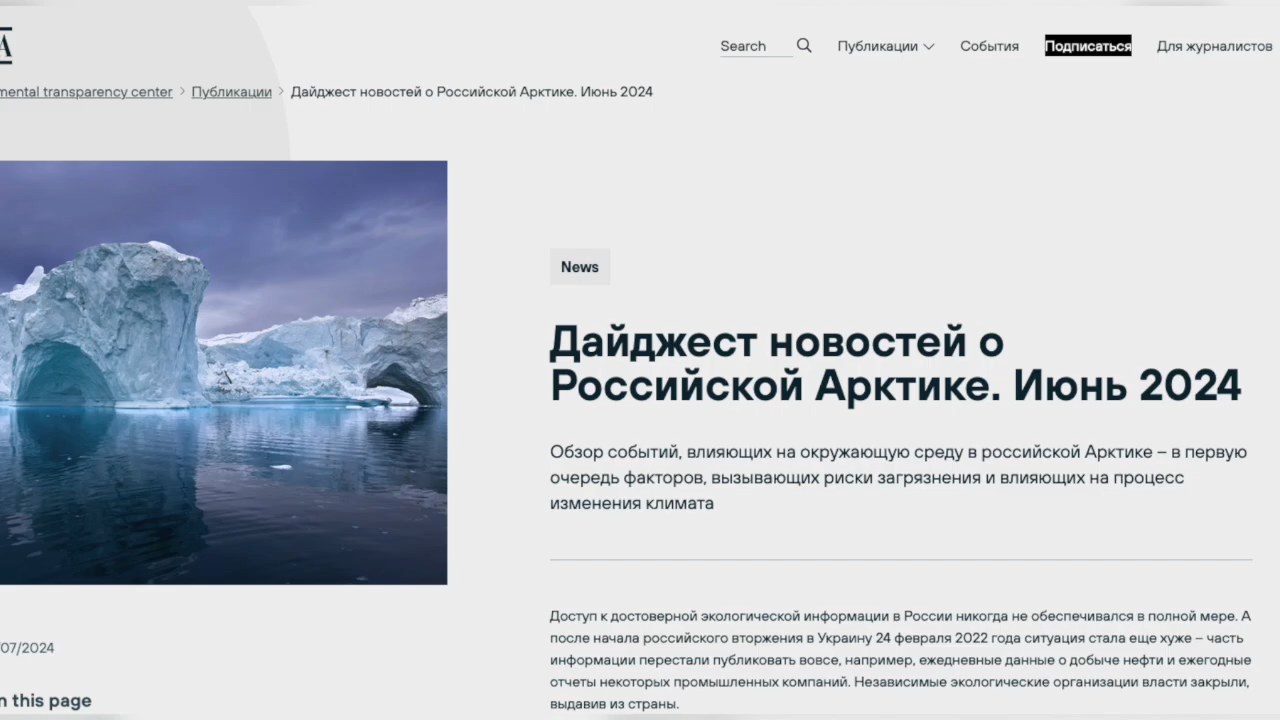 A
Search
Публикации
События
Подписаться
Для журналистов
mental transparency center > Публикации > Дайджест новостей о Российской Арктике. Июнь 2024
News
Дайджест новостей о
Российской Арктике. Июнь 2024
Обзор событий, влияющих на окружающую среду в российской Арктике – в первую
очередь факторов, вызывающих риски загрязнения и влияющих на процесс
изменения климата
Доступ к достоверной экологической информации в России никогда не обеспечивался в полной мере. А
после начала российского вторжения в Украину 24 февраля 2022 года ситуация стала еще хуже – часть
информации перестали публиковать вовсе, например, ежедневные данные о добыче нефти и ежегодные
отчеты некоторых промышленных компаний. Независимые экологические организации власти закрыли,
выдавив из страны.
/07/2024
n this page